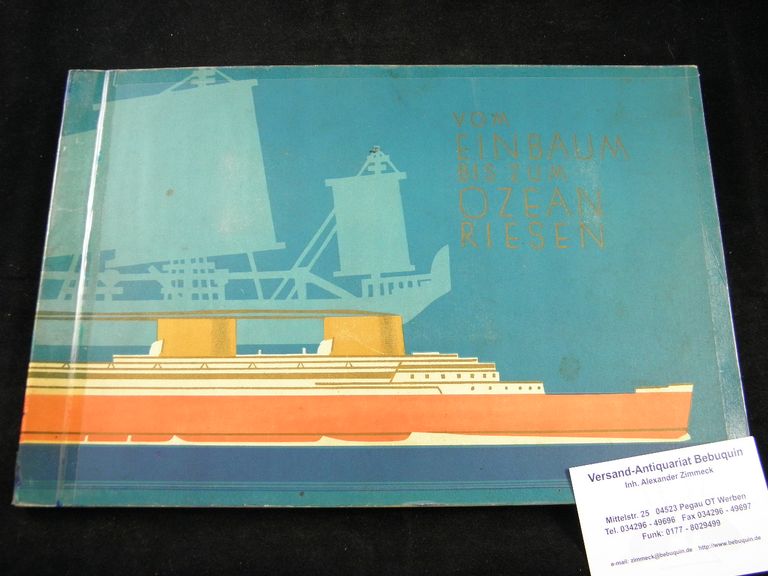 VOM
EINBAUM
BIS ZUM
OZEAN
RIESEN
Versand-Antiquariat Bebuquin
Inh. Alexander Zimmeck
Mittelstr. 25 04523 Pegau OT Werben
Tel. 034296 - 49696 Fax 034296 - 49697
Funk: 0177 - 8029499
e-mail: zimmeck@bebuquin.de http://www.bebuquin.de